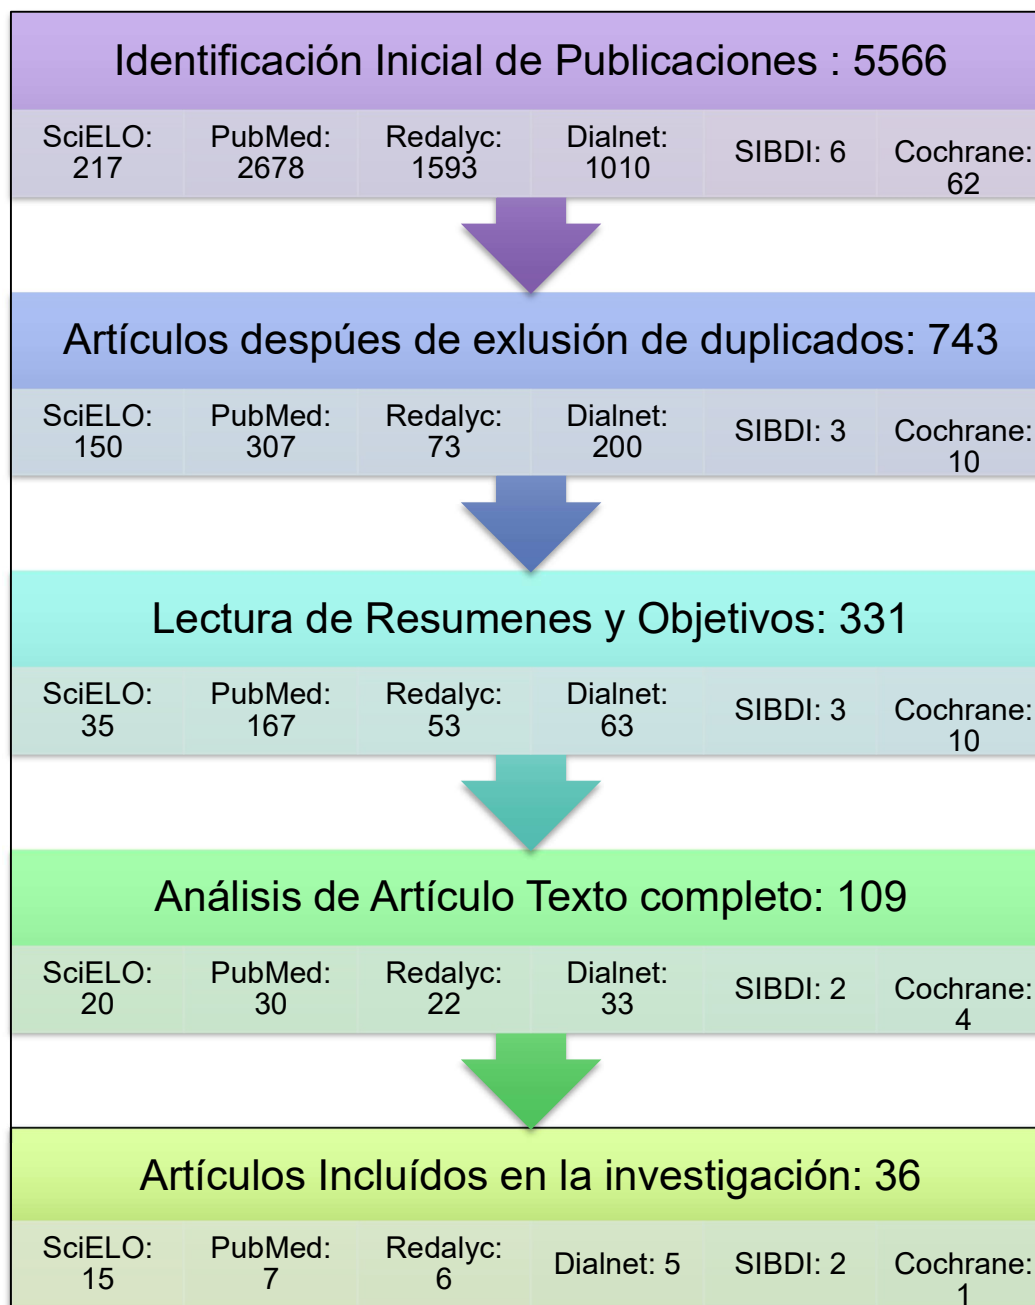 Identificación Inicial de Publicaciones : 5566
SciELO:
217
PubMed:
2678
Redalyc:
1593
Dialnet:
1010
SIBDI: 6
Cochrane:
62
Artículos despúes de exlusión de duplicados: 743
SciELO:
150
PubMed:
307
Redalyc:
73
Dialnet:
200
SIBDI: 3
Cochrane:
10
Lectura de Resumenes y Objetivos: 331
SciELO:
35
PubMed:
167
Redalyc:
53
Dialnet:
63
SIBDI: 3
Cochrane:
10
Análisis de Artículo Texto completo: 109
SciELO:
20
PubMed:
30
Redalyc:
22
Dialnet:
33
SIBDI: 2
Cochrane:
4
Artículos Incluídos en la investigación: 36
SciELO:
15
PubMed:
7
Redalyc:
6
Dialnet: 5
SIBDI: 2
Cochrane:
1